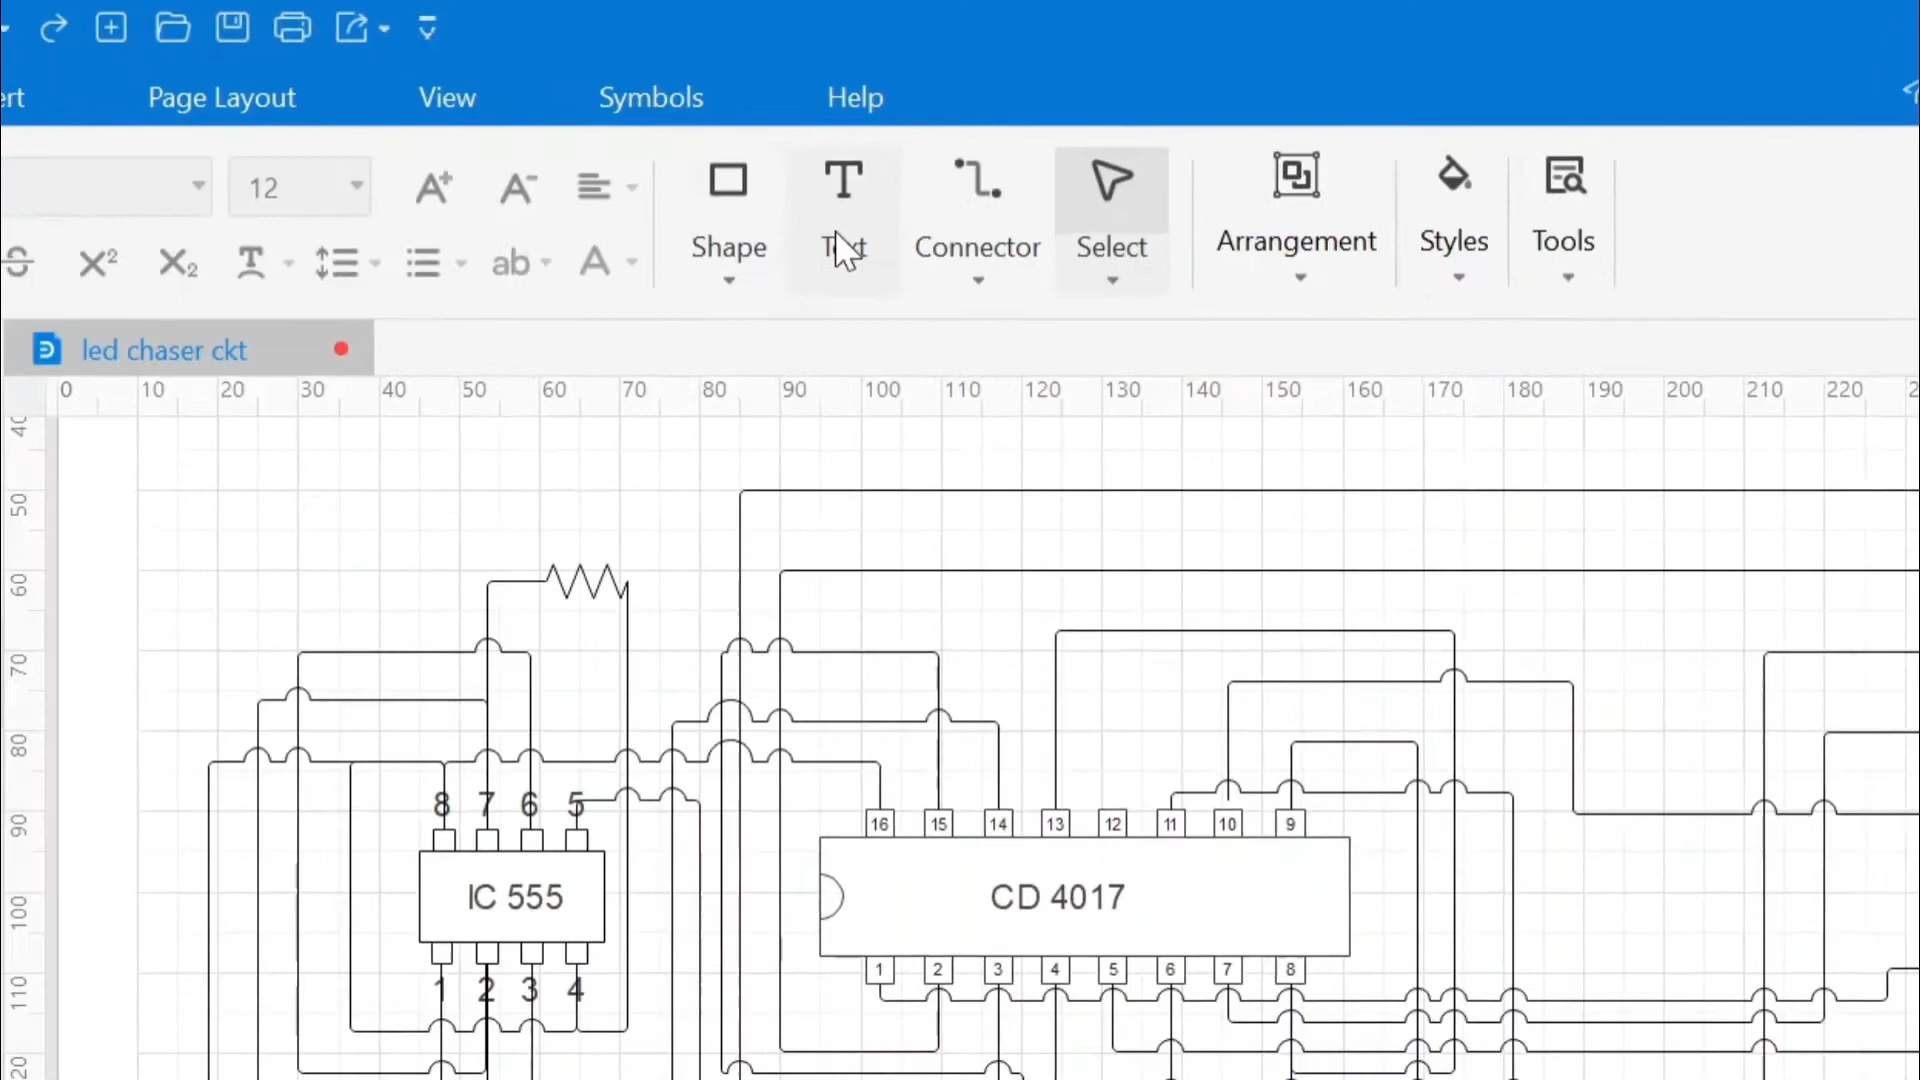 ert Page Layout View Symbols Help
12 A+ A-
Shape Text Connector Select Arrangement Styles Tools
S X² X₂ T ab A
led chaser ckt
0 10 20 30 40 50 60 70 80 90 100 110 120 130 140 150 160 170 180 190 200 210 220 2
40
50
60
70
80
90
100
110
120
8 7 6 5
16 15 14 13 12 11 10 9
IC 555
CD 4017
1 2 3 4
1 2 3 4 5 6 7 8